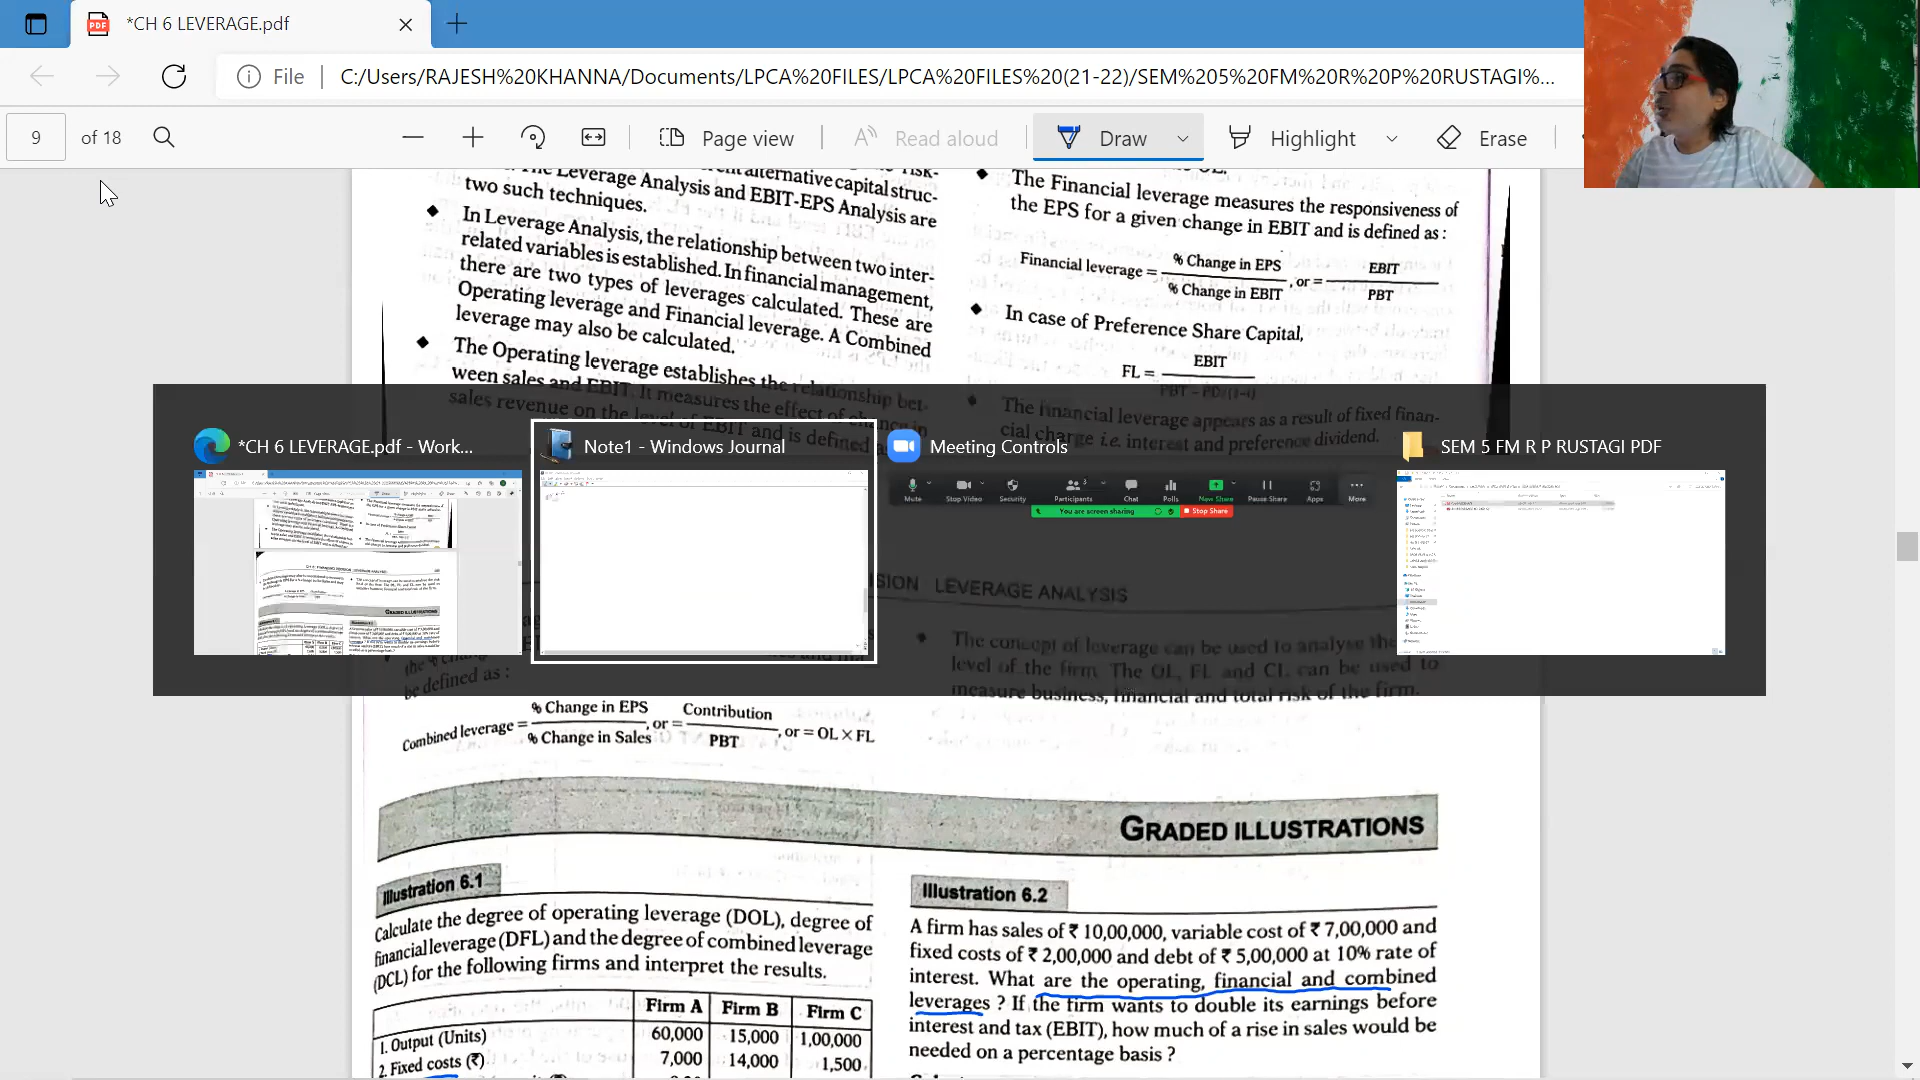 *CH 6 LEVERAGE.pdf
File
C:/Users/RAJESH%20KHANNA/Documents/LPCA%20FILES/LPCA%20FILES%20(21-22)/SEM%205%20FM%20R%20P%20RUSTAGI%...
9 of 18
Page view
Read aloud
Draw
Highlight
Erase
Leverage Analysis and EBIT-EPS Analysis are
two such techniques.
In Leverage Analysis, the relationship between two inter-
related variables is established. In financial management,
there are two types of leverages calculated. These are
Operating leverage and Financial leverage. A Combined
leverage may also be calculated.
The Operating leverage establishes the relationship bet-
ween sales and EBIT. It measures the effect of change in
sales revenue on the level of EBIT and is defined
The Financial leverage measures the responsiveness of
the EPS for a given change in EBIT and is defined as :
Financial leverage = % Change in EPS / % Change in EBIT , or = EBIT / PBT
In case of Preference Share Capital,
FL = EBIT / PBT – PD/(1–t)
The financial leverage appears as a result of fixed finan-
cial charge i.e. interest and preference dividend.
*CH 6 LEVERAGE.pdf - Work...
Note1 - Windows Journal
Meeting Controls
SEM 5 FM R P RUSTAGI PDF
Mute
Stop Video
Security
Participants
3
Chat
Polls
New Share
Pause Share
Apps
More
You are screen sharing
Stop Share
LEVERAGE ANALYSIS
be defined as :
The concept of leverage can be used to analyse the
level of the firm. The OL, FL and CL can be used to
measure business, financial and total risk of the firm.
Combined leverage = % Change in EPS / % Change in Sales , or = Contribution / PBT , or = OL × FL
GRADED ILLUSTRATIONS
Illustration 6.1
Calculate the degree of operating leverage (DOL), degree of
financial leverage (DFL) and the degree of combined leverage
(DCL) for the following firms and interpret the results.
Firm A Firm B Firm C
1. Output (Units) 60,000 15,000 1,00,000
2. Fixed costs (₹) 7,000 14,000 1,500
Illustration 6.2
A firm has sales of ₹ 10,00,000, variable cost of ₹ 7,00,000 and
fixed costs of ₹ 2,00,000 and debt of ₹ 5,00,000 at 10% rate of
interest. What are the operating, financial and combined
leverages ? If the firm wants to double its earnings before
interest and tax (EBIT), how much of a rise in sales would be
needed on a percentage basis ?